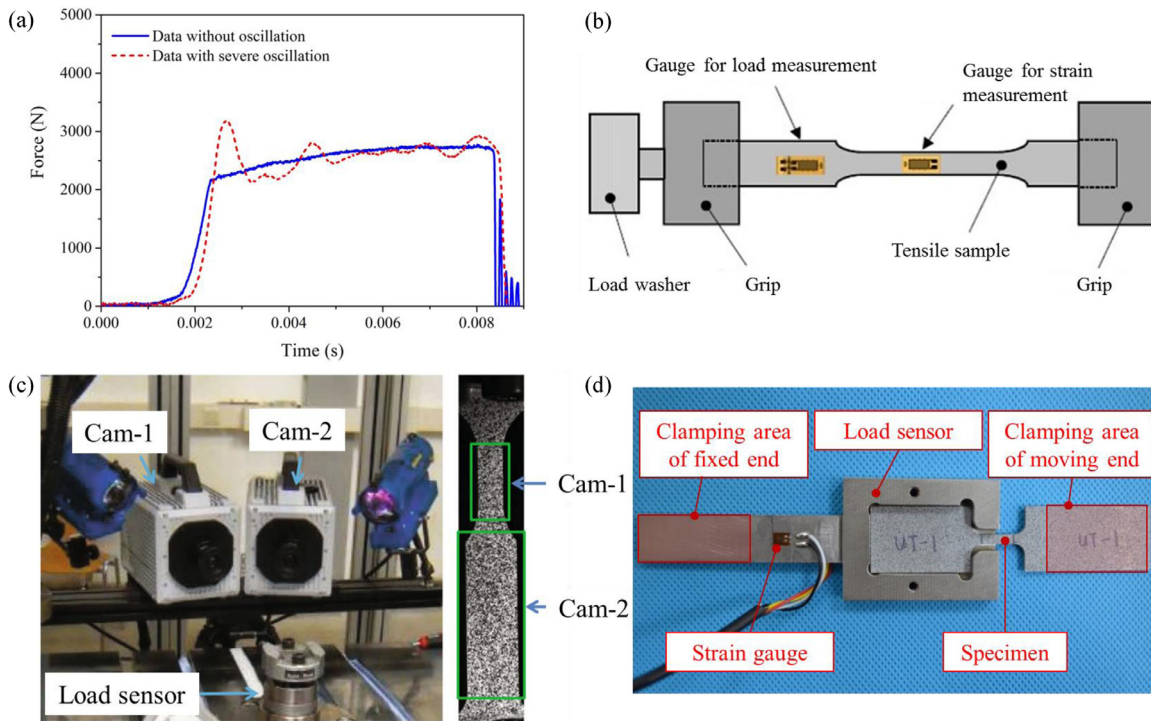 (a)
5000
4000
3000
2000
1000
0
Force (N)
Data without oscillation
Data with severe oscillation
0.000
0.002
0.004
0.006
0.008
Time (s)
(b)
Gauge for load measurement
Gauge for strain
measurement
Tensile sample
Load washer
Grip
Grip
(c)
Cam-1
Cam-2
Load sensor
Cam-1
Cam-2
(d)
Clamping area
of fixed end
Load sensor
Clamping area
of moving end
UI-1
UI-1
Strain gauge
Specimen